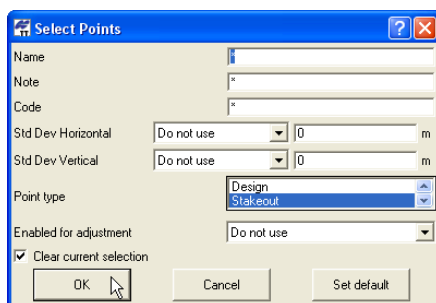 Select Points
Name *
Note *
Code *
Std Dev Horizontal Do not use 0 m
Std Dev Vertical Do not use 0 m
Point type Design
Stakeout
Enabled for adjustment Do not use
Clear current selection
OK Cancel Set default